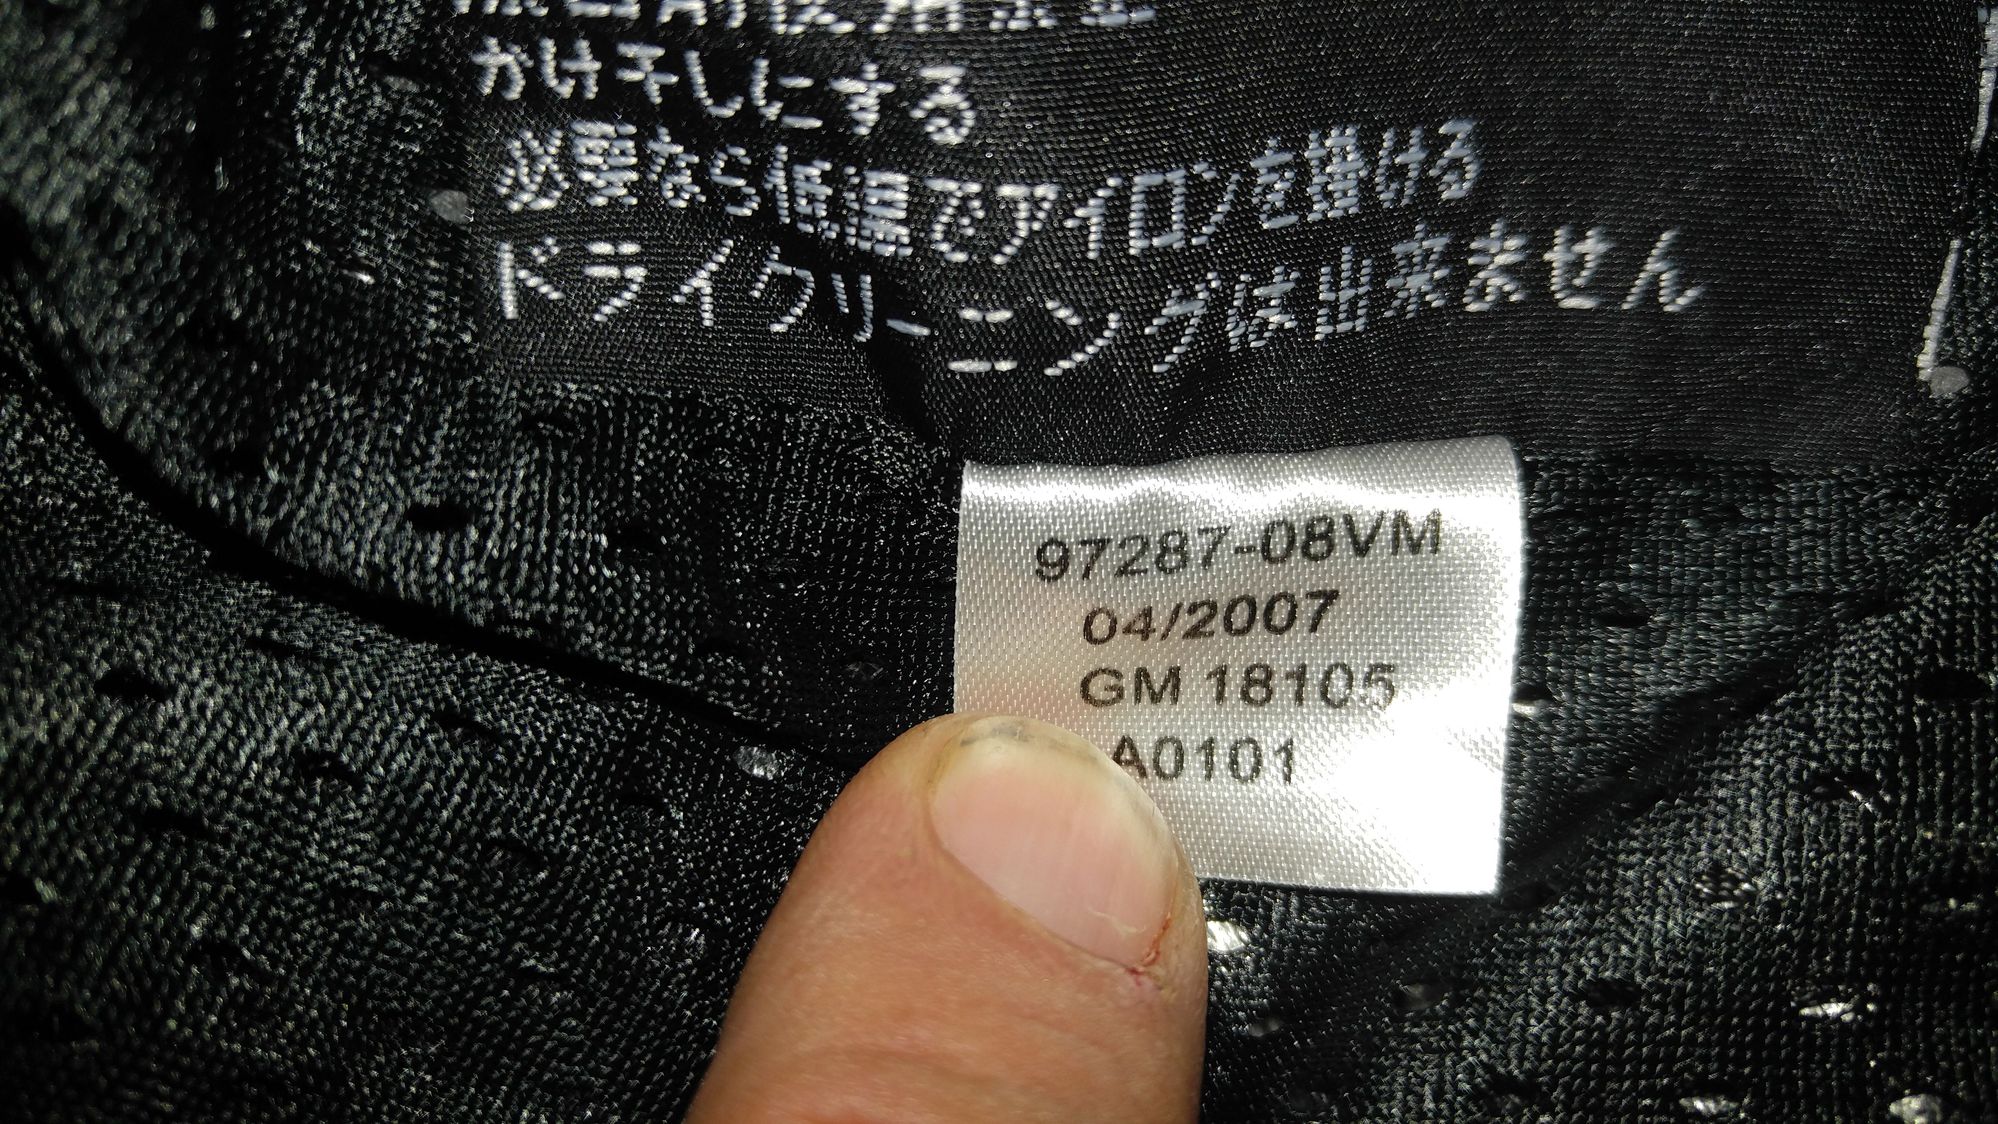 かけ干しにする
必要なら低温でアイロンを掛ける
ドライクリーニングは出来ません
97287-08VM
04/2007
GM 18105
A0101